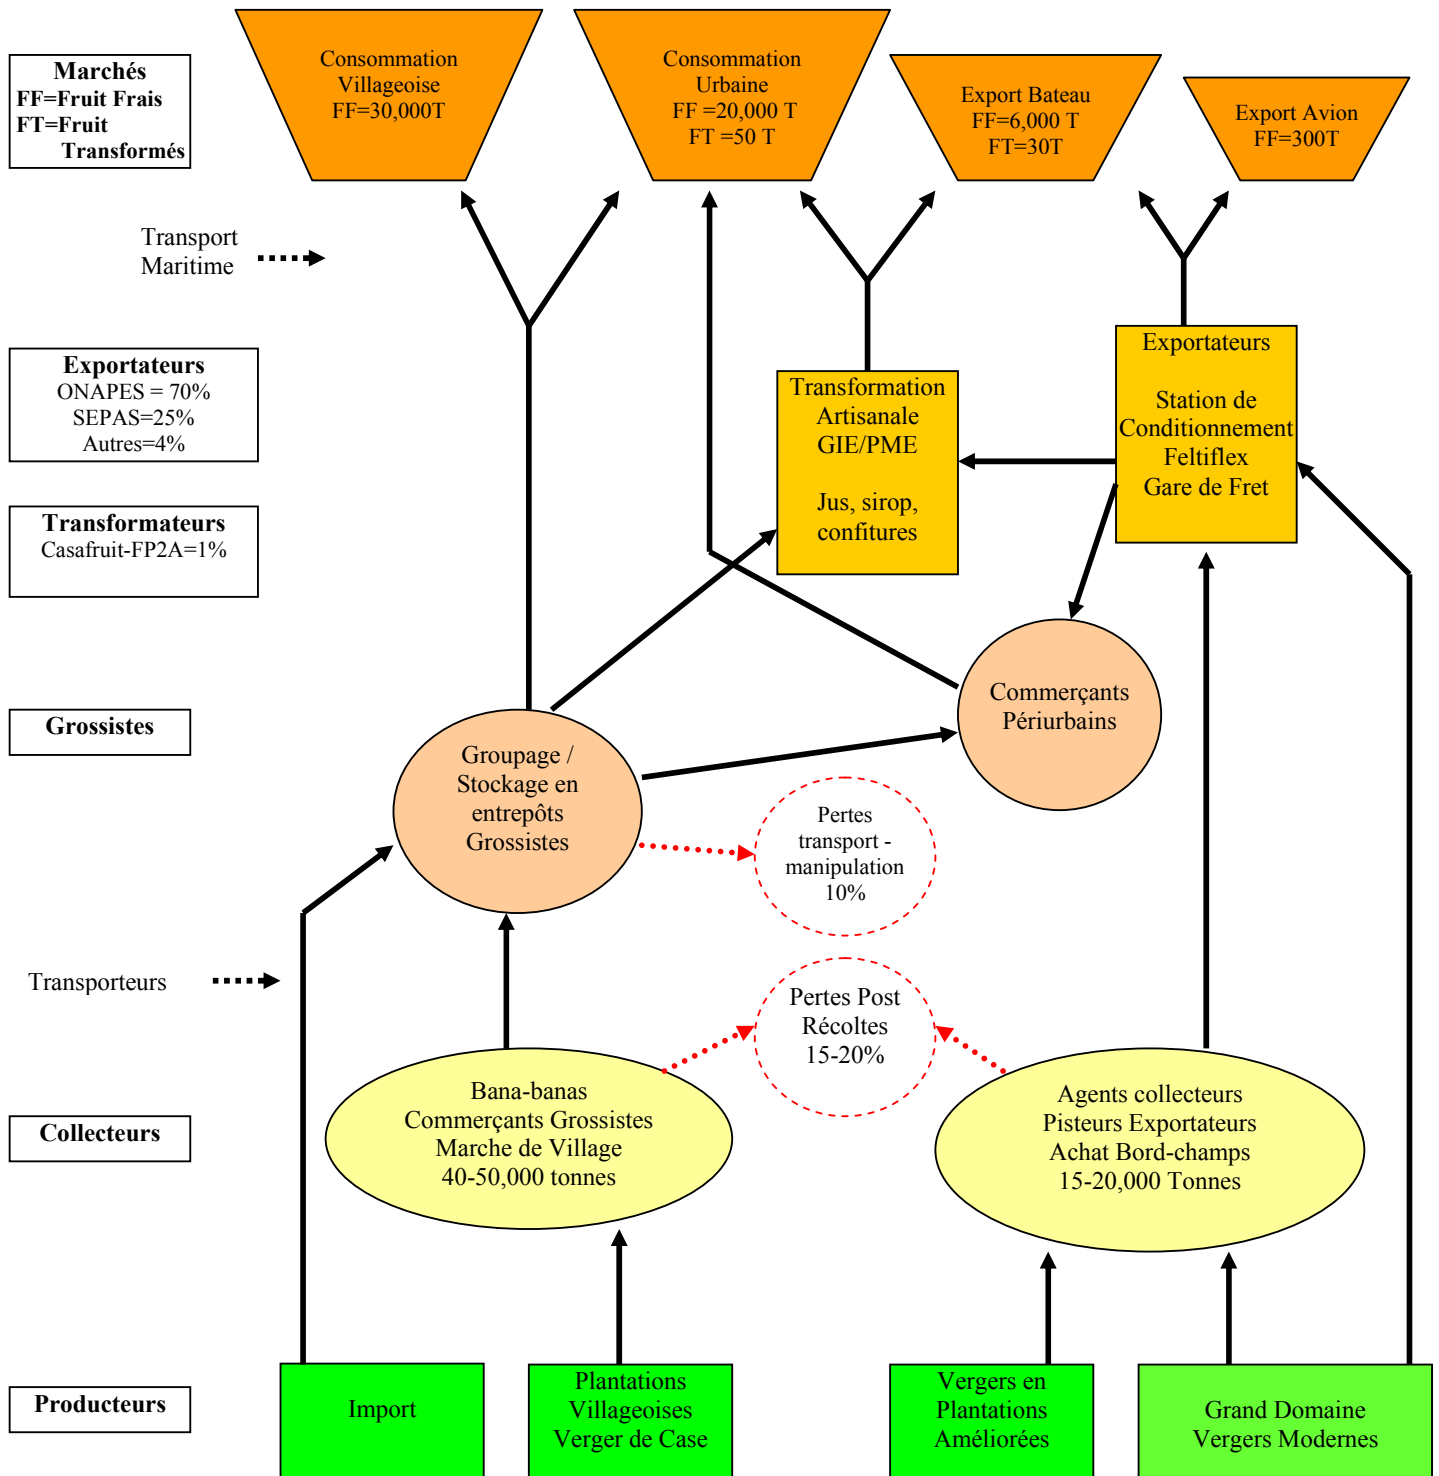 Marchés
FF=Fruit Frais
FT=Fruit
Transformés
Consommation
Villageoise
FF=30,000T
Consommation
Urbaine
FF =20,000 T
FT =50 T
Export Bateau
FF=6,000 T
FT=30T
Export Avion
FF=300T
Transport
Maritime
Exportateurs
ONAPES = 70%
SEPAS=25%
Autres=4%
Transformation
Artisanale
GIE/PME
Jus, sirop,
confitures
Exportateurs
Station de
Conditionnement
Feltiflex
Gare de Fret
Transformateurs
Casafruit-FP2A=1%
Grossistes
Groupage /
Stockage en
entrepôts
Grossistes
Commerçants
Périurbains
Pertes
transport -
manipulation
10%
Transporteurs
Pertes Post
Récoltes
15-20%
Collecteurs
Bana-banas
Commerçants Grossistes
Marche de Village
40-50,000 tonnes
Agents collecteurs
Pisteurs Exportateurs
Achat Bord-champs
15-20,000 Tonnes
Producteurs
Import
Plantations
Villageoises
Verger de Case
Vergers en
Plantations
Améliorées
Grand Domaine
Vergers Modernes